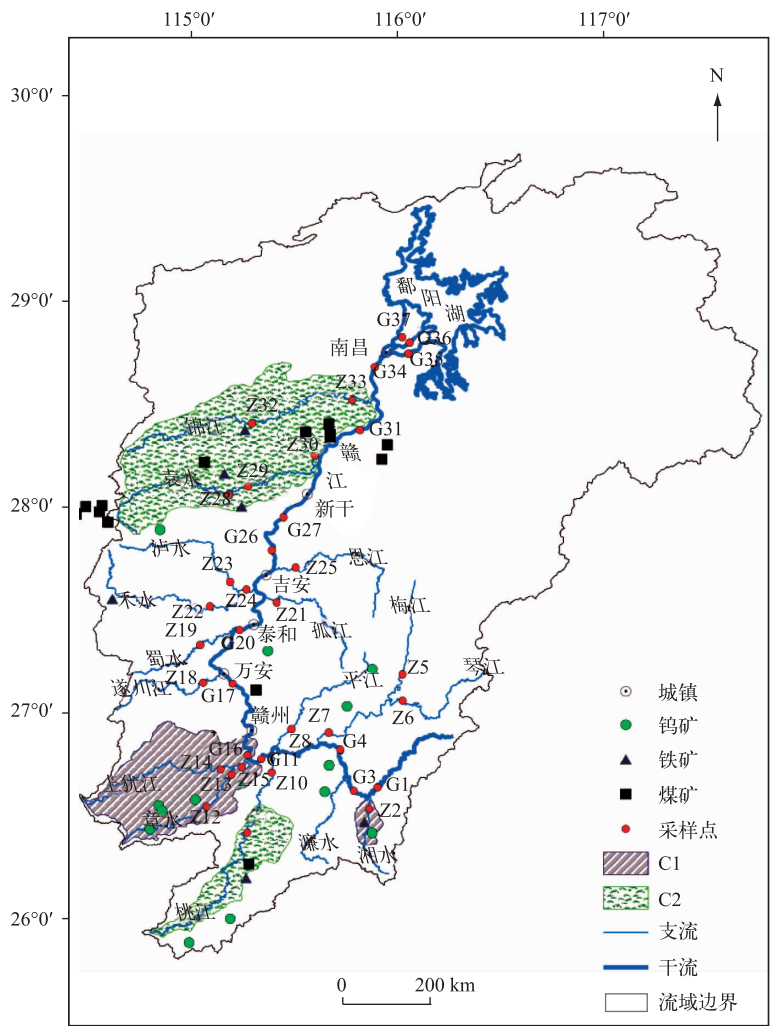 115°0′
116°0′
117°0′
30°0′
N
29°0′
鄱
阳
湖
G37
G36
南昌
G35
G34
Z33
Z32
锦江
G31
Z30
赣
江
Z29
袁水
Z28
28°0′
新干
G27
G26
泸水
恩江
Z23
Z25
吉安
禾水
Z24
梅江
Z22
Z21
Z19
G20
泰和
孤江
蜀水
万安
Z18
Z5
琴江
遂川江
G17
平江
27°0′
赣州
Z7
Z6
Z8
G4
G16
G11
Z14
上犹江
Z13
Z15
Z10
G3
G1
Z12
Z2
章水
濂水
湘水
桃江
26°0′
城镇
钨矿
铁矿
煤矿
采样点
C1
C2
支流
干流
流域边界
0
200 km